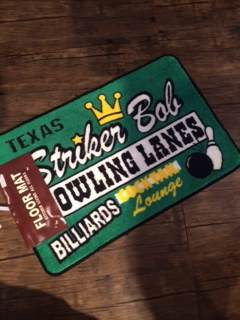 TEXAS
Striker Bob
OWLING LANES
BILLIARDS
Lounge
FLOOR MAT